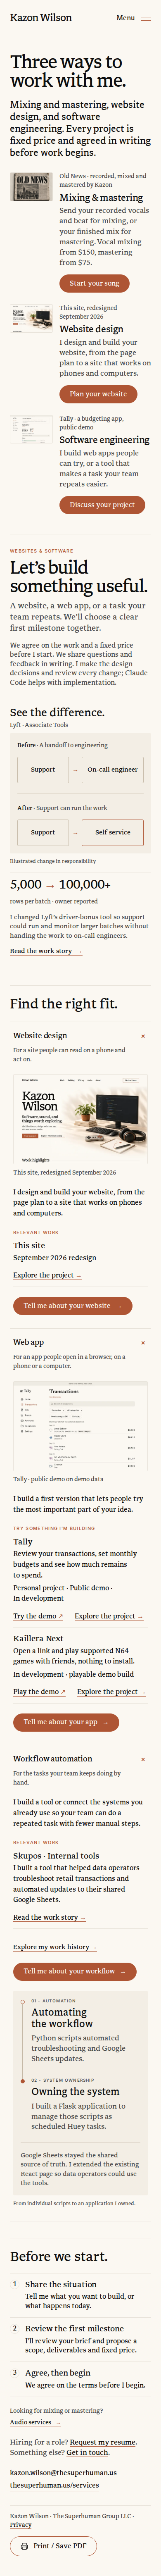 Kazon Wilson Menu
Three ways to
work with me.
Mixing and mastering, website
design, and software
engineering. Every project is
fixed price and agreed in writing
before work begins.
OLD NEWS
Old News · recorded, mixed and
mastered by Kazon
Mixing & mastering
Send your recorded vocals
and beat for mixing, or
your finished mix for
mastering. Vocal mixing
from $150, mastering
from $75.
Start your song
This site, redesigned
September 2026
Website design
I design and build your
website, from the page
plan to a site that works on
phones and computers.
Plan your website
Tally · a budgeting app,
public demo
Software engineering
I build web apps people
can try, or a tool that
makes a task your team
repeats easier.
Discuss your project
WEBSITES & SOFTWARE
Let's build
something useful.
A website, a web app, or a task your
team repeats. We'll choose a clear
first milestone together.
We agree on the work and a fixed price
before I start. We share questions and
feedback in writing. I make the design
decisions and review every change; Claude
Code helps with implementation.
See the difference.
Lyft · Associate Tools
Before · A handoff to engineering
Support → On-call engineer
After · Support can run the work
Support → Self-service
Illustrated change in responsibility
5,000 → 100,000+
rows per batch · owner-reported
I changed Lyft's driver-bonus tool so support
could run and monitor larger batches without
handing the work to on-call engineers.
Read the work story →
Find the right fit.
Website design ×
For a site people can read on a phone and
act on.
Kazon
Wilson
Software, sound, and
things worth exploring
Work highlights
This site, redesigned September 2026
I design and build your website, from the
page plan to a site that works on phones
and computers.
RELEVANT WORK
This site
September 2026 redesign
Explore the project →
Tell me about your website →
Web app ×
For an app people open in a browser, on a
phone or a computer.
Tally
Transactions
Tally · public demo on demo data
I build a first version that lets people try
the most important part of your idea.
TRY SOMETHING I'M BUILDING
Tally
Review your transactions, set monthly
budgets and see how much remains
to spend.
Personal project · Public demo ·
In development
Try the demo ↗ Explore the project →
Kaillera Next
Open a link and play supported N64
games with friends, nothing to install.
In development · playable demo build
Play the demo ↗ Explore the project →
Tell me about your app →
Workflow automation ×
For the tasks your team keeps doing by
hand.
I build a tool or connect the systems you
already use so your team can do a
repeated task with fewer manual steps.
RELEVANT WORK
Skupos · Internal tools
I built a tool that helped data operators
troubleshoot retail transactions and
automated updates to their shared
Google Sheets.
Read the work story →
Explore my work history →
Tell me about your workflow →
01 · AUTOMATION
Automating
the workflow
Python scripts automated
troubleshooting and Google
Sheets updates.
02 · SYSTEM OWNERSHIP
Owning the system
I built a Flask application to
manage those scripts as
scheduled Huey tasks.
Google Sheets stayed the shared
source of truth. I extended the existing
React page so data operators could use
the tools.
From individual scripts to an application I owned.
Before we start.
1 Share the situation
Tell me what you want to build, or
what happens today.
2 Review the first milestone
I'll review your brief and propose a
scope, deliverables and fixed price.
3 Agree, then begin
We agree on the terms before I begin.
Looking for mixing or mastering?
Audio services →
Hiring for a role? Request my resume.
Something else? Get in touch.
kazon.wilson@thesuperhuman.us
thesuperhuman.us/services
Kazon Wilson · The Superhuman Group LLC ·
Privacy
Print / Save PDF